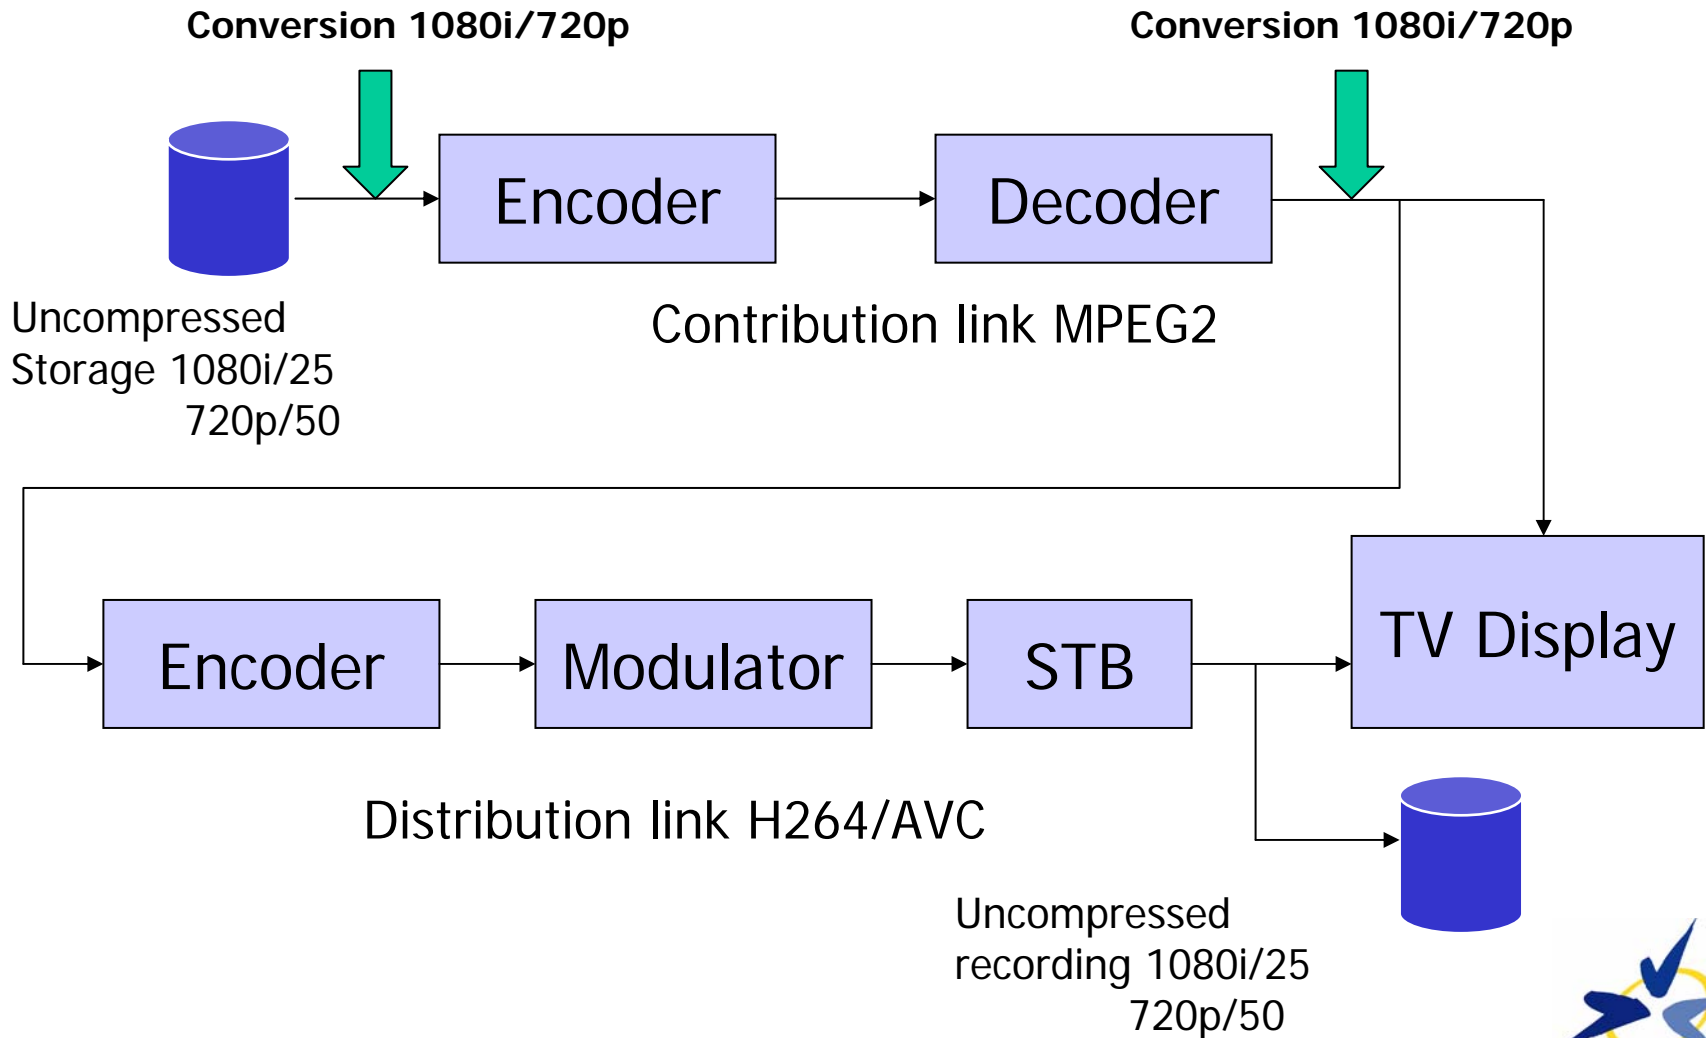 Conversion 1080i/720p
Conversion 1080i/720p
Encoder
Decoder
Uncompressed
Storage 1080i/25
720p/50
Contribution link MPEG2
Encoder
Modulator
STB
TV Display
Distribution link H264/AVC
Uncompressed
recording 1080i/25
720p/50